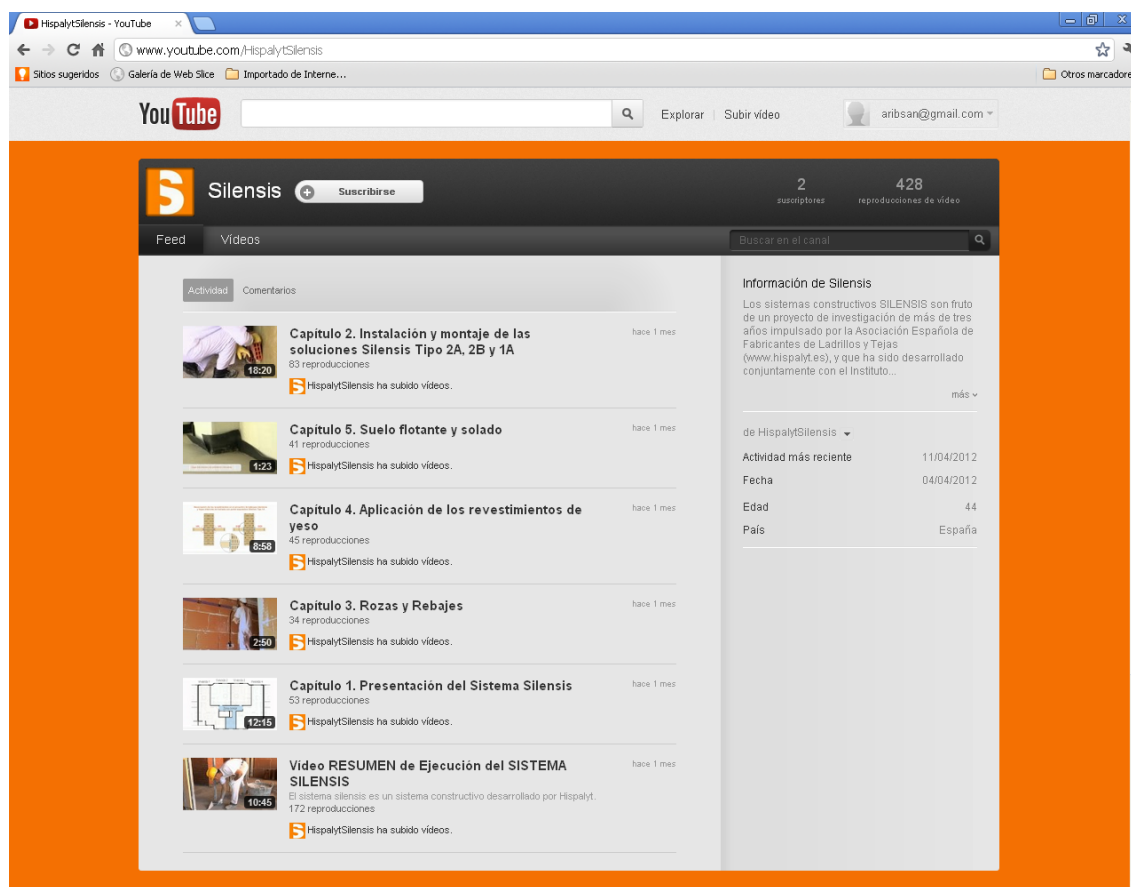 HispalytSilensis - YouTube
www.youtube.com/HispalytSilensis
Sitios sugeridos Galería de Web Slice Importado de Interne... Otros marcadore
YouTube Explorar Subir vídeo aribsan@gmail.com
Silensis Suscribirse 2 428
suscriptores reproducciones de vídeo
Feed Vídeos Buscar en el canal
Actividad Comentarios
Capítulo 2. Instalación y montaje de las hace 1 mes
soluciones Silensis Tipo 2A, 2B y 1A
83 reproducciones
18:20
HispalytSilensis ha subido vídeos.
Capítulo 5. Suelo flotante y solado hace 1 mes
41 reproducciones
1:23
HispalytSilensis ha subido vídeos.
Capítulo 4. Aplicación de los revestimientos de hace 1 mes
yeso
45 reproducciones
8:58
HispalytSilensis ha subido vídeos.
Capítulo 3. Rozas y Rebajes hace 1 mes
34 reproducciones
2:50
HispalytSilensis ha subido vídeos.
Capítulo 1. Presentación del Sistema Silensis hace 1 mes
53 reproducciones
12:15
HispalytSilensis ha subido vídeos.
Vídeo RESUMEN de Ejecución del SISTEMA hace 1 mes
SILENSIS
El sistema silensis es un sistema constructivo desarrollado por Hispalyt.
172 reproducciones
10:45
HispalytSilensis ha subido vídeos.
Información de Silensis
Los sistemas constructivos SILENSIS son fruto
de un proyecto de investigación de más de tres
años impulsado por la Asociación Española de
Fabricantes de Ladrillos y Tejas
(www.hispalyt.es), y que ha sido desarrollado
conjuntamente con el Instituto...
más
de HispalytSilensis
Actividad más reciente 11/04/2012
Fecha 04/04/2012
Edad 44
País España